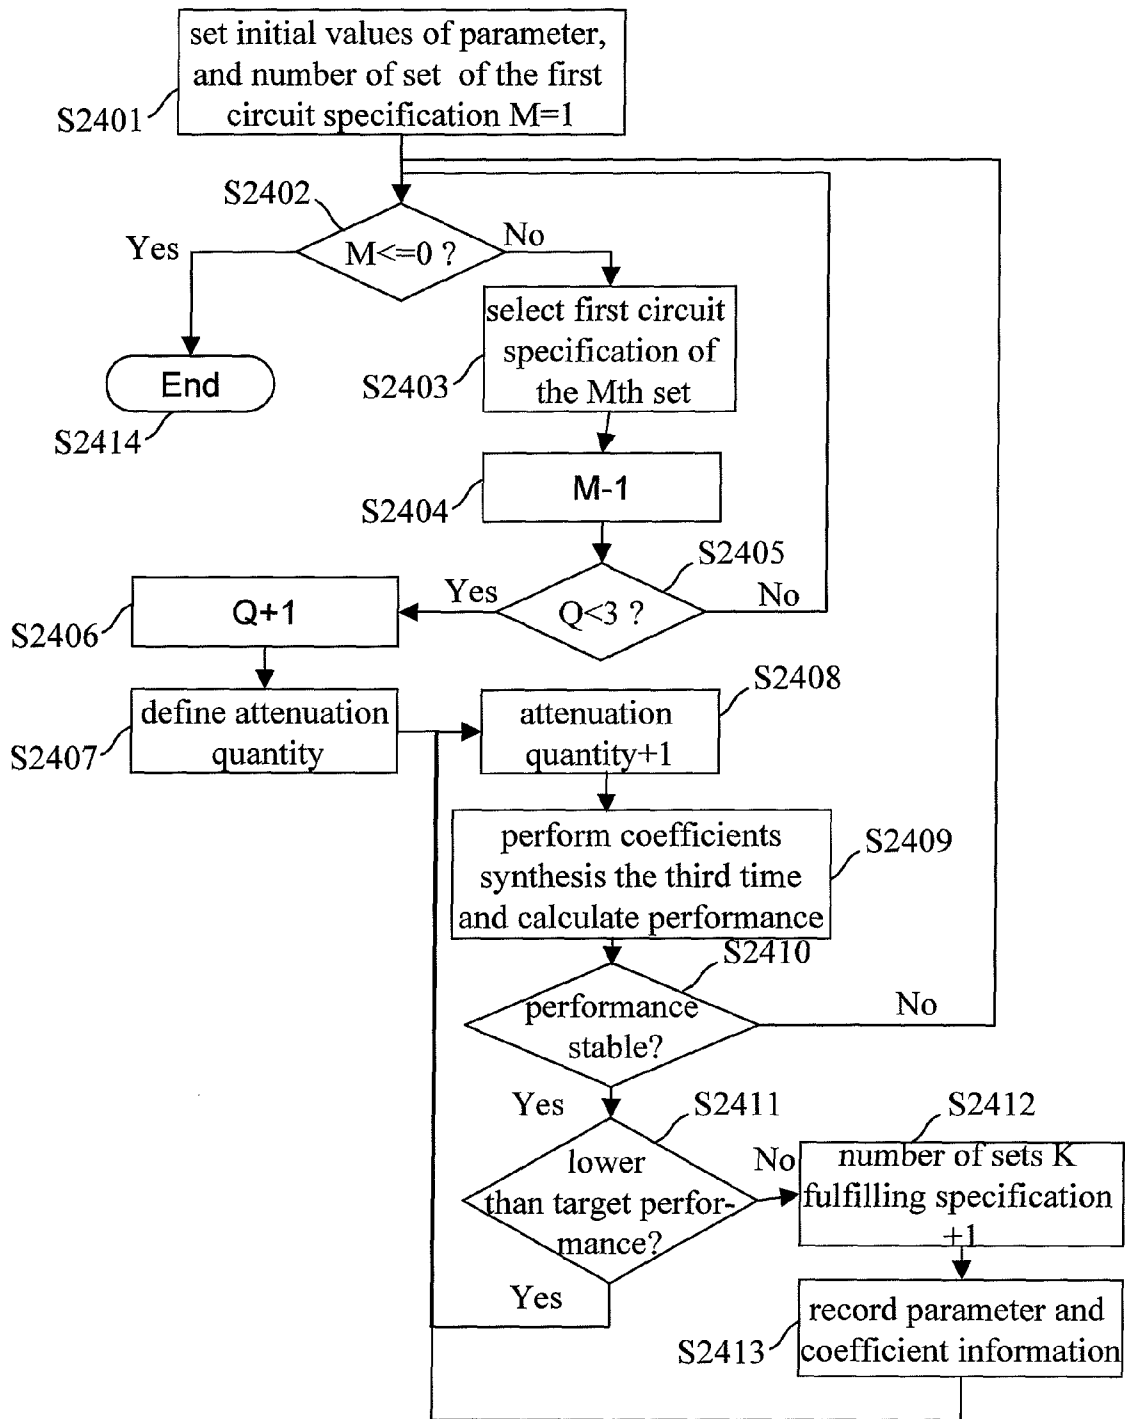 set initial values of parameter,
and number of set of the first
circuit specification M=1
S2401
S2402
Yes
M<=0 ?
No
select first circuit
specification of
the Mth set
S2403
End
S2414
M-1
S2404
S2405
Yes
Q<3 ?
No
Q+1
S2406
S2408
define attenuation
quantity
S2407
attenuation
quantity+1
perform coefficients
synthesis the third time
and calculate performance
S2409
S2410
performance
stable?
No
Yes
S2411
S2412
lower
than target perfor-
mance?
No
number of sets K
fulfilling specification
+1
Yes
record parameter and
coefficient information
S2413